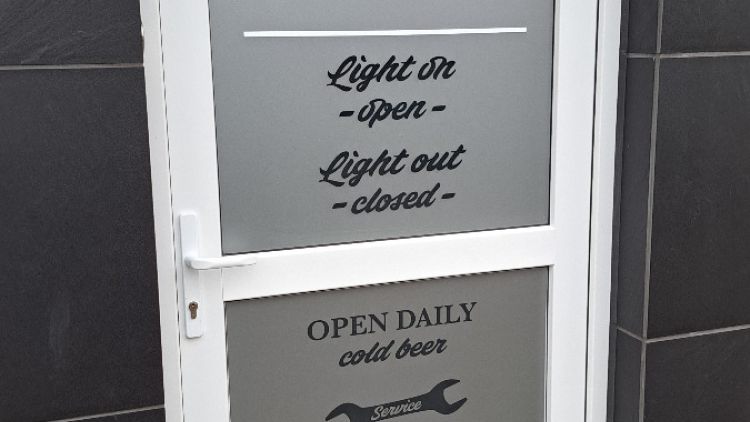 Light on
- open -
Light out
- closed -
OPEN DAILY
cold beer
Service